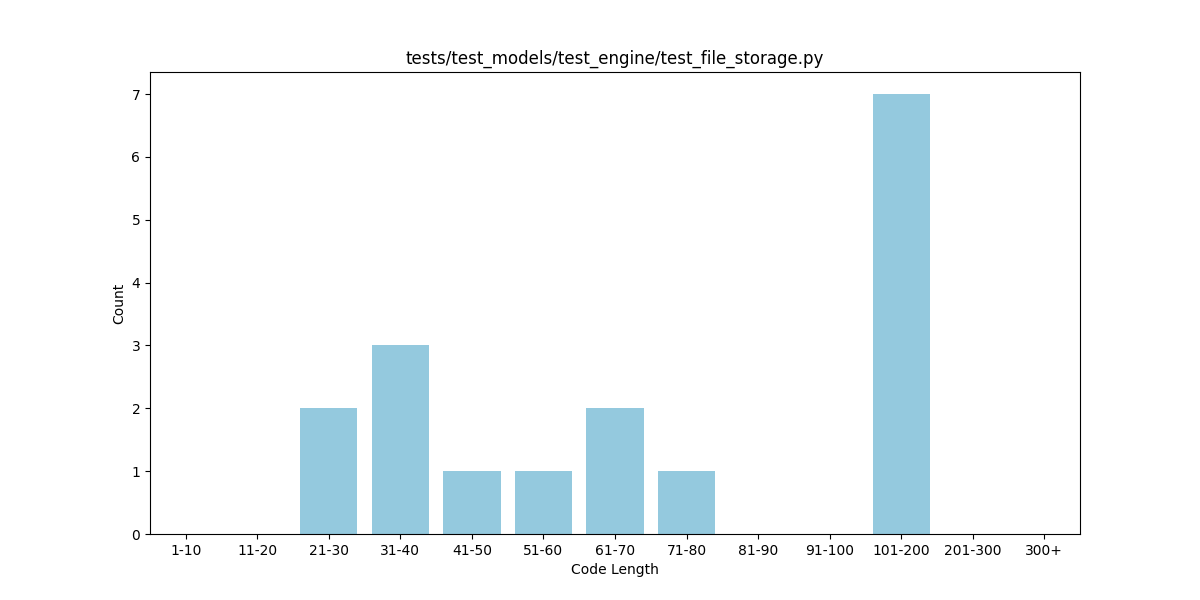 tests/test_models/test_engine/test_file_storage.py
7
6
5
4
3
2
1
0
Count
1-10 11-20 21-30 31-40 41-50 51-60 61-70 71-80 81-90 91-100 101-200 201-300 300+
Code Length